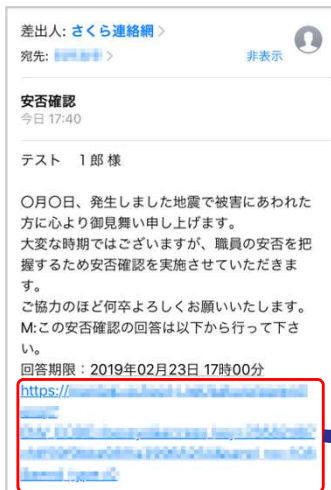 差出人: さくら連絡網
宛先:
非表示
安否確認
今日 17:40
テスト 1郎 様
〇月〇日、発生しました地震で被害にあわれた
方に心より御見舞い申し上げます。
大変な時期ではございますが、職員の安否を把
握するため安否確認を実施させていただきま
す。
ご協力のほど何卒よろしくお願いいたします。
M:この安否確認の回答は以下から行って下さ
い。
回答期限：2019年02月23日 17時00分
https://